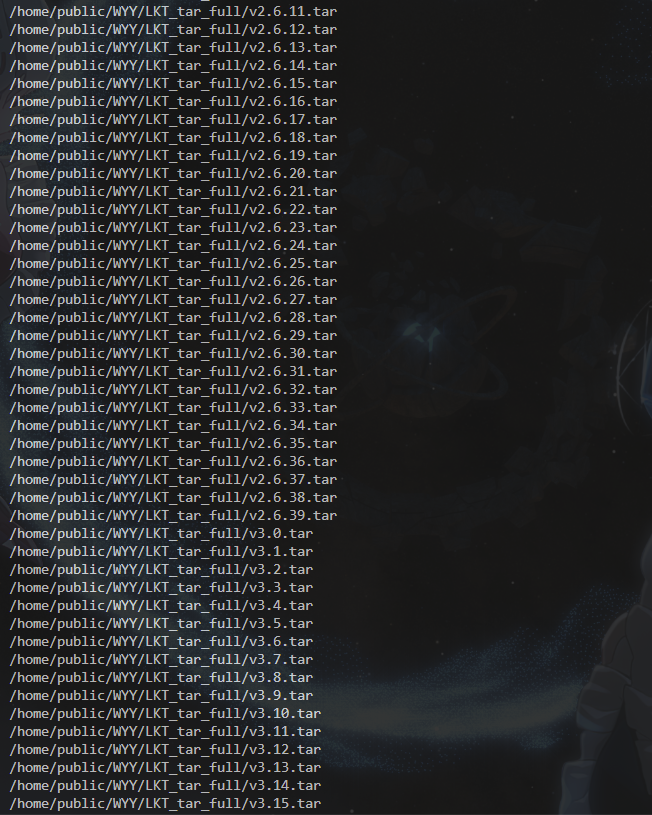 /home/public/WYY/LKT_tar_full/v2.6.11.tar
/home/public/WYY/LKT_tar_full/v2.6.12.tar
/home/public/WYY/LKT_tar_full/v2.6.13.tar
/home/public/WYY/LKT_tar_full/v2.6.14.tar
/home/public/WYY/LKT_tar_full/v2.6.15.tar
/home/public/WYY/LKT_tar_full/v2.6.16.tar
/home/public/WYY/LKT_tar_full/v2.6.17.tar
/home/public/WYY/LKT_tar_full/v2.6.18.tar
/home/public/WYY/LKT_tar_full/v2.6.19.tar
/home/public/WYY/LKT_tar_full/v2.6.20.tar
/home/public/WYY/LKT_tar_full/v2.6.21.tar
/home/public/WYY/LKT_tar_full/v2.6.22.tar
/home/public/WYY/LKT_tar_full/v2.6.23.tar
/home/public/WYY/LKT_tar_full/v2.6.24.tar
/home/public/WYY/LKT_tar_full/v2.6.25.tar
/home/public/WYY/LKT_tar_full/v2.6.26.tar
/home/public/WYY/LKT_tar_full/v2.6.27.tar
/home/public/WYY/LKT_tar_full/v2.6.28.tar
/home/public/WYY/LKT_tar_full/v2.6.29.tar
/home/public/WYY/LKT_tar_full/v2.6.30.tar
/home/public/WYY/LKT_tar_full/v2.6.31.tar
/home/public/WYY/LKT_tar_full/v2.6.32.tar
/home/public/WYY/LKT_tar_full/v2.6.33.tar
/home/public/WYY/LKT_tar_full/v2.6.34.tar
/home/public/WYY/LKT_tar_full/v2.6.35.tar
/home/public/WYY/LKT_tar_full/v2.6.36.tar
/home/public/WYY/LKT_tar_full/v2.6.37.tar
/home/public/WYY/LKT_tar_full/v2.6.38.tar
/home/public/WYY/LKT_tar_full/v2.6.39.tar
/home/public/WYY/LKT_tar_full/v3.0.tar
/home/public/WYY/LKT_tar_full/v3.1.tar
/home/public/WYY/LKT_tar_full/v3.2.tar
/home/public/WYY/LKT_tar_full/v3.3.tar
/home/public/WYY/LKT_tar_full/v3.4.tar
/home/public/WYY/LKT_tar_full/v3.5.tar
/home/public/WYY/LKT_tar_full/v3.6.tar
/home/public/WYY/LKT_tar_full/v3.7.tar
/home/public/WYY/LKT_tar_full/v3.8.tar
/home/public/WYY/LKT_tar_full/v3.9.tar
/home/public/WYY/LKT_tar_full/v3.10.tar
/home/public/WYY/LKT_tar_full/v3.11.tar
/home/public/WYY/LKT_tar_full/v3.12.tar
/home/public/WYY/LKT_tar_full/v3.13.tar
/home/public/WYY/LKT_tar_full/v3.14.tar
/home/public/WYY/LKT_tar_full/v3.15.tar